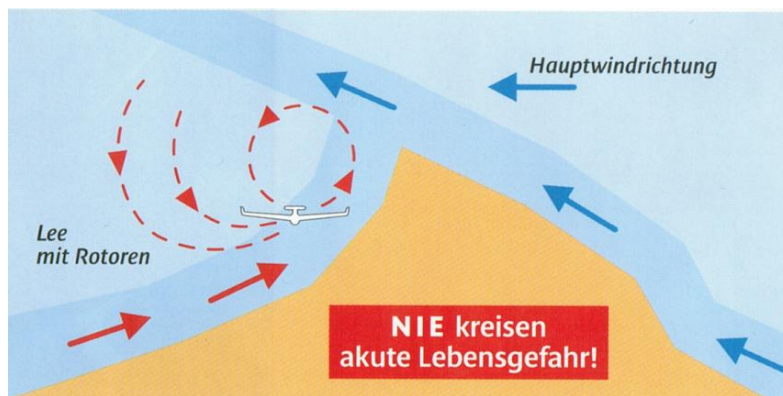 Hauptwindrichtung
Lee
mit Rotoren
NIE kreisen
akute Lebensgefahr!